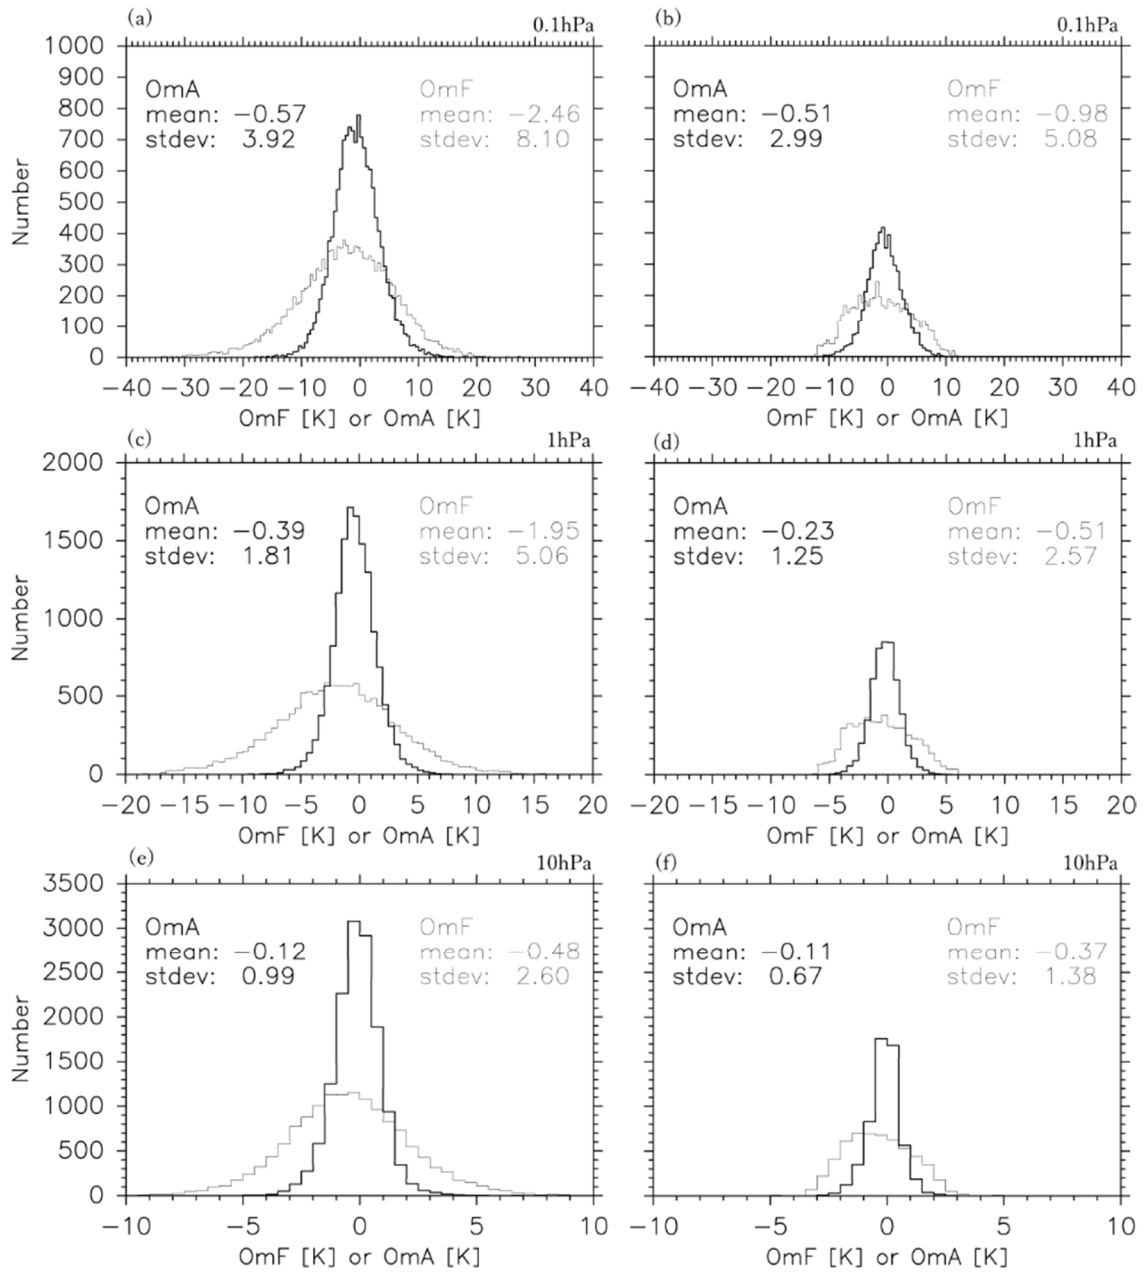 (a) 0.1hPa
1000
900
800
700
600
500
400
300
200
100
0
Number
OmA
mean: −0.57
stdev: 3.92
OmF
mean: −2.46
stdev: 8.10
−40 −30 −20 −10 0 10 20 30 40
OmF [K] or OmA [K]
(b) 0.1hPa
OmA
mean: −0.51
stdev: 2.99
OmF
mean: −0.98
stdev: 5.08
−40 −30 −20 −10 0 10 20 30 40
OmF [K] or OmA [K]
(c) 1hPa
2000
1500
1000
500
0
Number
OmA
mean: −0.39
stdev: 1.81
OmF
mean: −1.95
stdev: 5.06
−20 −15 −10 −5 0 5 10 15 20
OmF [K] or OmA [K]
(d) 1hPa
OmA
mean: −0.23
stdev: 1.25
OmF
mean: −0.51
stdev: 2.57
−20 −15 −10 −5 0 5 10 15 20
OmF [K] or OmA [K]
(e) 10hPa
3500
3000
2500
2000
1500
1000
500
0
Number
OmA
mean: −0.12
stdev: 0.99
OmF
mean: −0.48
stdev: 2.60
−10 −5 0 5 10
OmF [K] or OmA [K]
(f) 10hPa
OmA
mean: −0.11
stdev: 0.67
OmF
mean: −0.37
stdev: 1.38
−10 −5 0 5 10
OmF [K] or OmA [K]